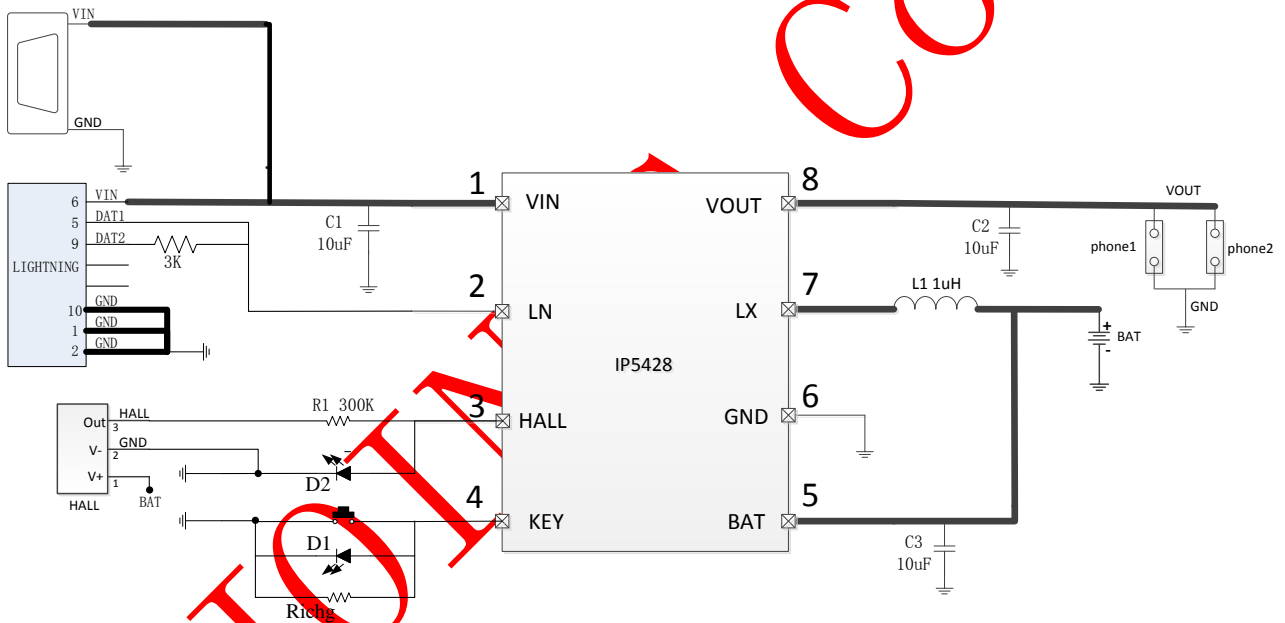 VIN
GND
6 VIN
5 DAT1
9 DAT2
3K
LIGHTNING
10 GND
1 GND
2 GND
Out 3 HALL
V- 2 GND
V+ 1
BAT
HALL
R1 300K
D2
D1
Richg
C1
10uF
1 VIN
2 LN
3 HALL
4 KEY
IP5428
VOUT 8
LX 7
GND 6
BAT 5
C2
10uF
VOUT
phone1
phone2
GND
L1 1uH
+
BAT
-
C3
10uF